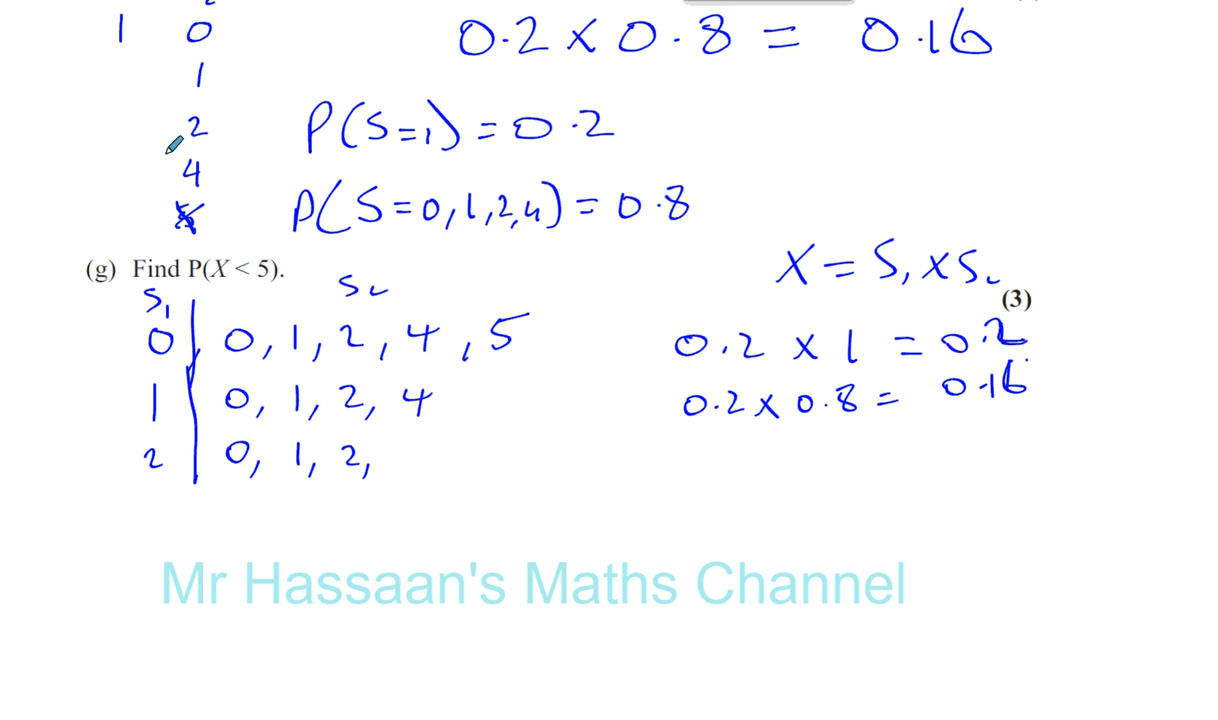 1 0 0.2 × 0.8 = 0.16
1
2 P(S=1) = 0.2
4
5 P(S=0,1,2,4) = 0.8
(g) Find P(X < 5). X = S₁ × S₂
S₁ S₂ (3)
0 0, 1, 2, 4, 5 0.2 × 1 = 0.2
1 0, 1, 2, 4 0.2 × 0.8 = 0.16
2 0, 1, 2,
Mr Hassaan's Maths Channel